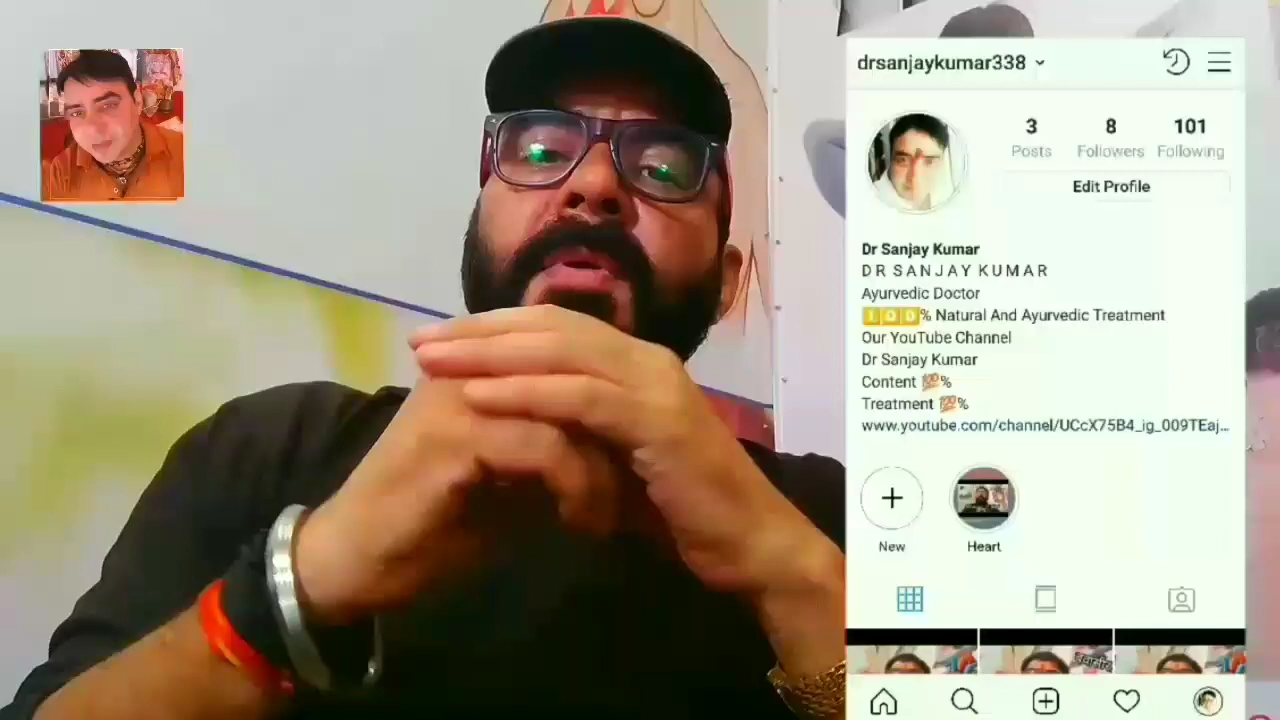 drsanjaykumar338
3
8
101
Posts
Followers
Following
Edit Profile
Dr Sanjay Kumar
D R S A N J A Y K U M A R
Ayurvedic Doctor
100% Natural And Ayurvedic Treatment
Our YouTube Channel
Dr Sanjay Kumar
Content 💯%
Treatment 💯%
www.youtube.com/channel/UCcX75B4_ig_009TEaj...
New
Heart